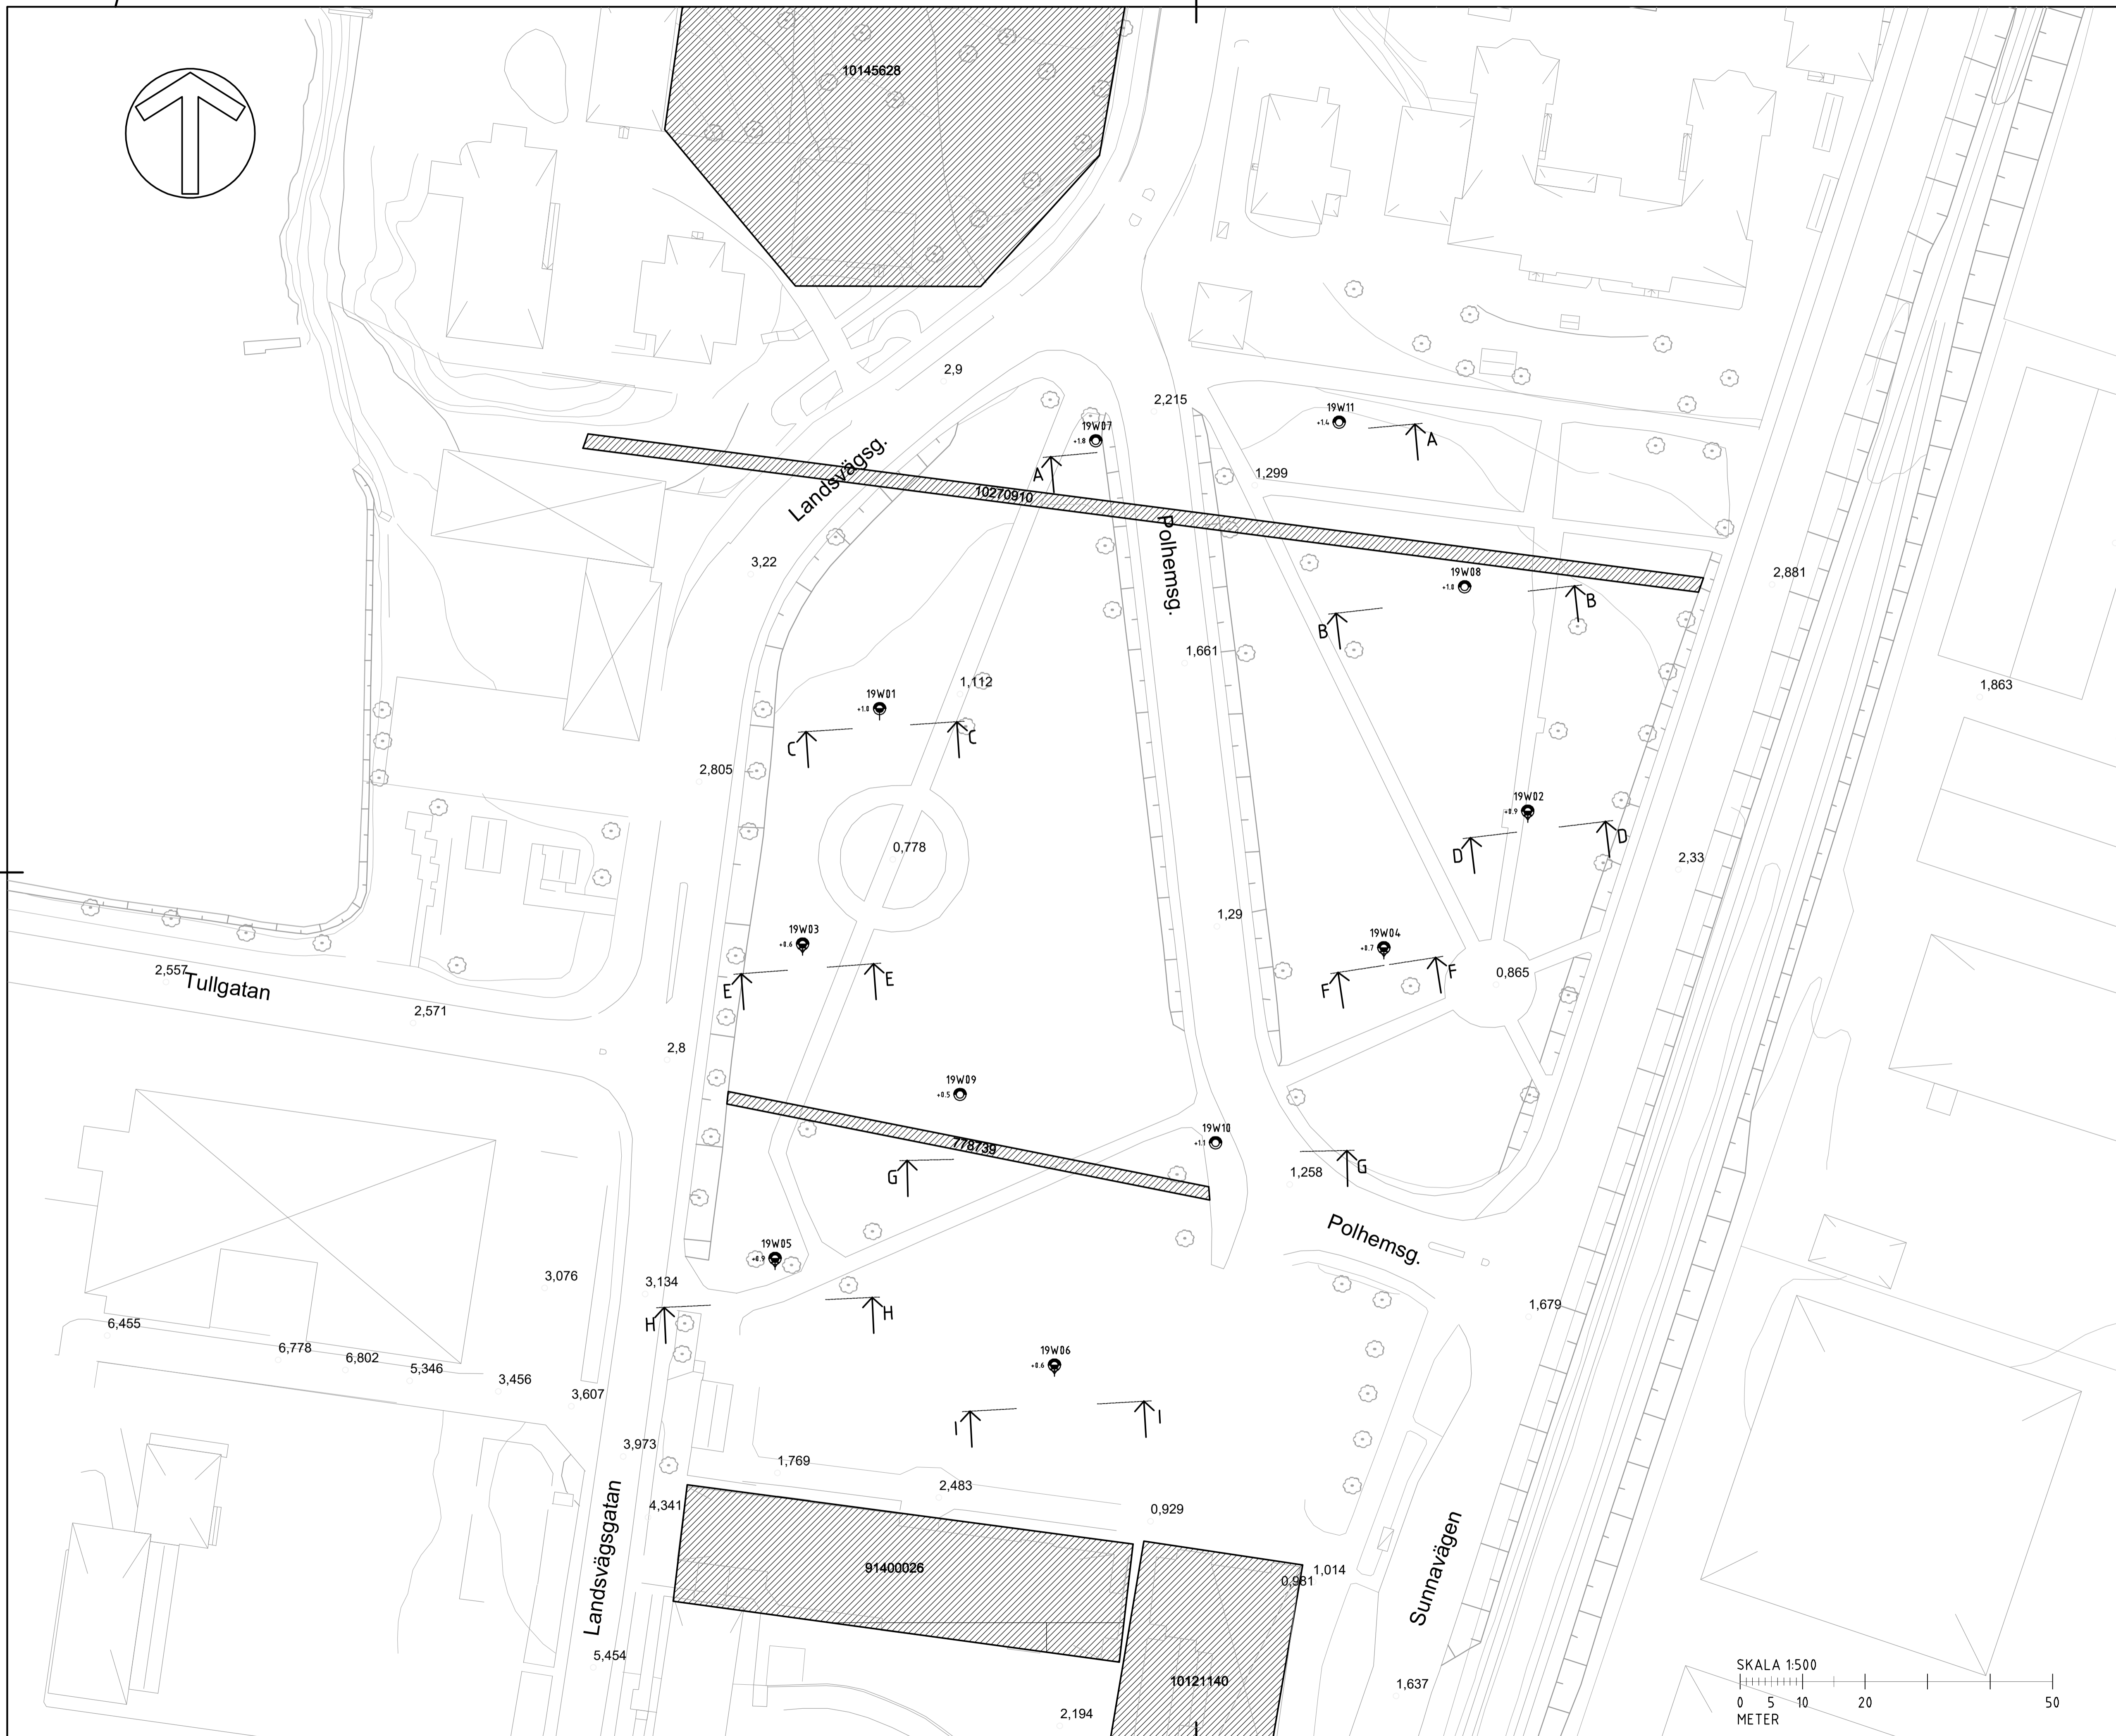 10145628
2,9
2,215
19W11
+1.4
19W07
+1.8
A
A
Landsvägsg.
1,299
10270910
Polhemsg.
3,22
19W08
+1.0
2,881
B
B
1,661
1,112
1,863
19W01
+1.0
C
C
2,805
19W02
+0.9
0,778
D
D
2,33
1,29
19W03
+0.6
19W04
+0.7
2,557
Tullgatan
E
E
F
F
0,865
2,571
2,8
19W09
+0.5
19W10
+1.1
778739
G
G
1,258
Polhemsg.
19W05
+0.9
3,076
3,134
H
H
1,679
6,455
6,778
6,802
5,346
3,456
3,607
19W06
+0.6
I
I
3,973
1,769
2,483
4,341
0,929
Landsvägsgatan
91400026
1,014
0,981
Sunnavägen
5,454
10121140
1,637
2,194
SKALA 1:500
0 5 10 20 50
METER